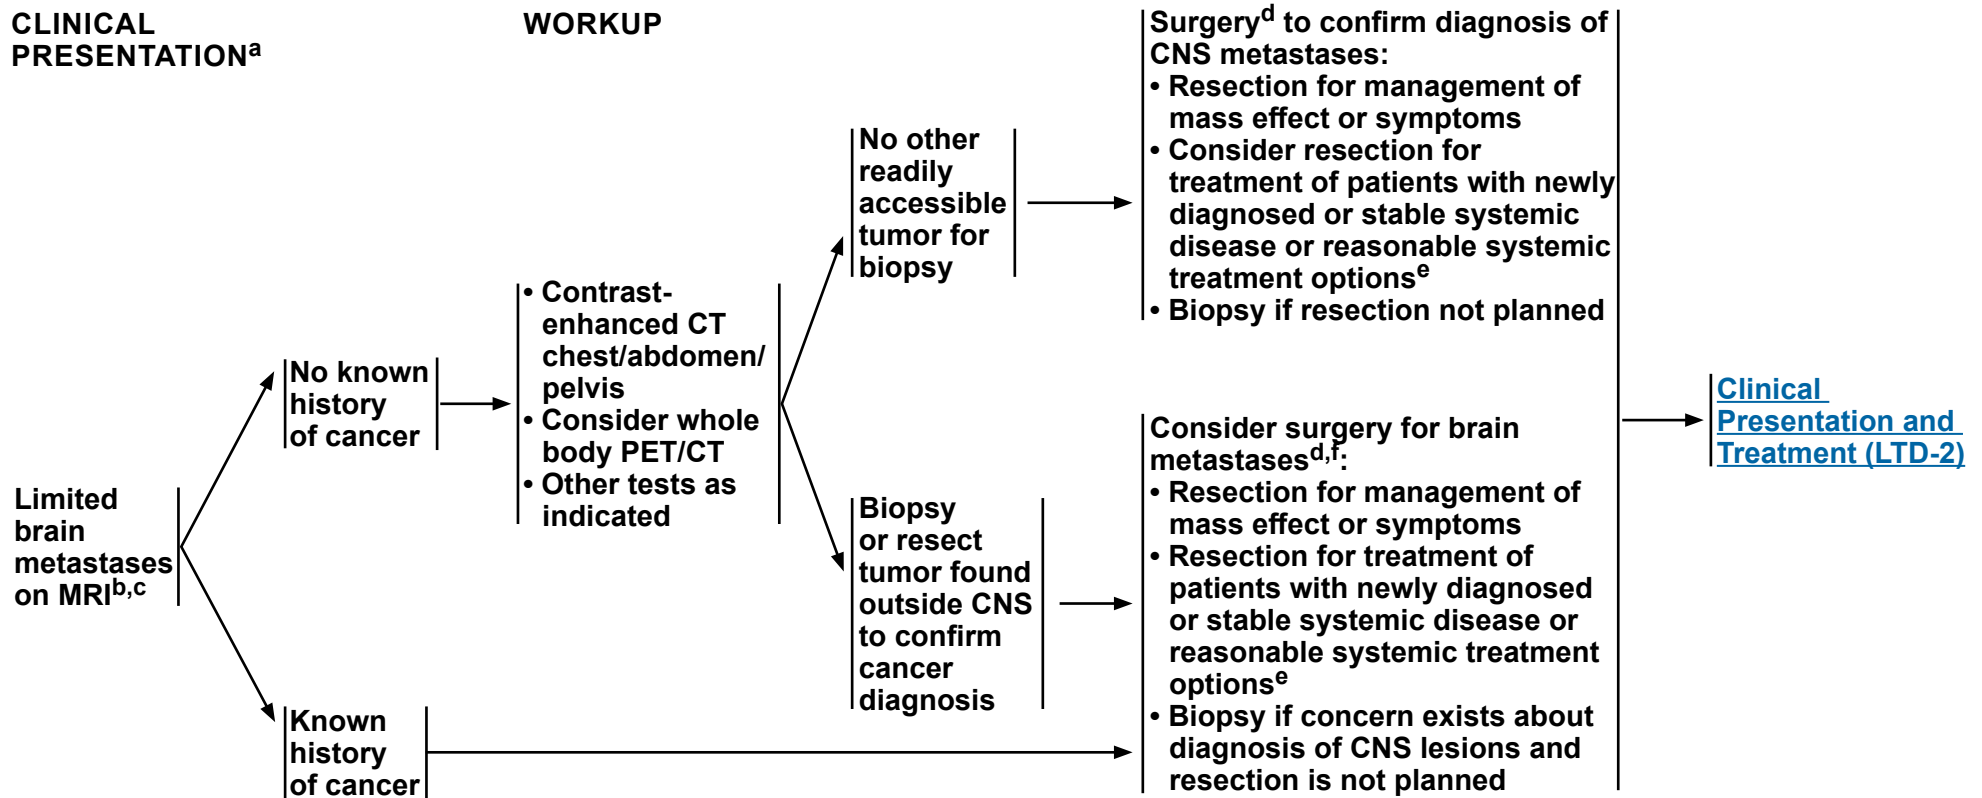 CLINICAL
PRESENTATIONa
WORKUP
Limited
brain
metastases
on MRIb,c
No known
history
of cancer
Known
history
of cancer
• Contrast-
enhanced CT
chest/abdomen/
pelvis
• Consider whole
body PET/CT
• Other tests as
indicated
No other
readily
accessible
tumor for
biopsy
Biopsy
or resect
tumor found
outside CNS
to confirm
cancer
diagnosis
Surgeryd to confirm diagnosis of
CNS metastases:
• Resection for management of
mass effect or symptoms
• Consider resection for
treatment of patients with newly
diagnosed or stable systemic
disease or reasonable systemic
treatment optionse
• Biopsy if resection not planned
Consider surgery for brain
metastasesd,f:
• Resection for management of
mass effect or symptoms
• Resection for treatment of
patients with newly diagnosed
or stable systemic disease or
reasonable systemic treatment
optionse
• Biopsy if concern exists about
diagnosis of CNS lesions and
resection is not planned
Clinical
Presentation and
Treatment (LTD-2)